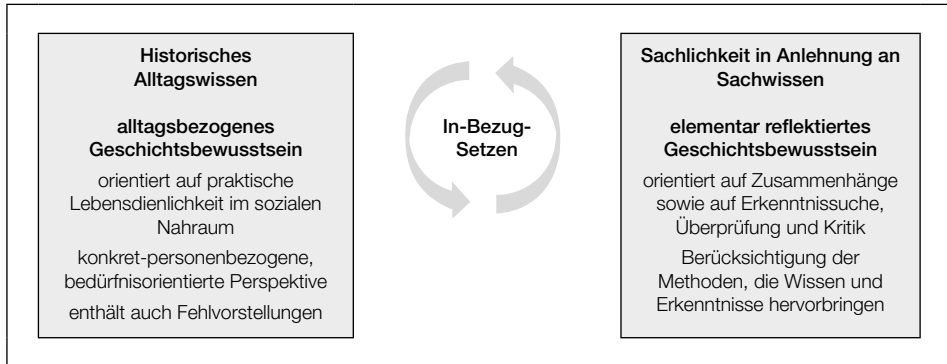 Historisches
Alltagswissen
alltagsbezogenes
Geschichtsbewusstsein
orientiert auf praktische
Lebensdienlichkeit im sozialen
Nahraum
konkret-personenbezogene,
bedürfnisorientierte Perspektive
enthält auch Fehlvorstellungen
In-Bezug-
Setzen
Sachlichkeit in Anlehnung an
Sachwissen
elementar reflektiertes
Geschichtsbewusstsein
orientiert auf Zusammenhänge
sowie auf Erkenntnissuche,
Überprüfung und Kritik
Berücksichtigung der
Methoden, die Wissen und
Erkenntnisse hervorbringen